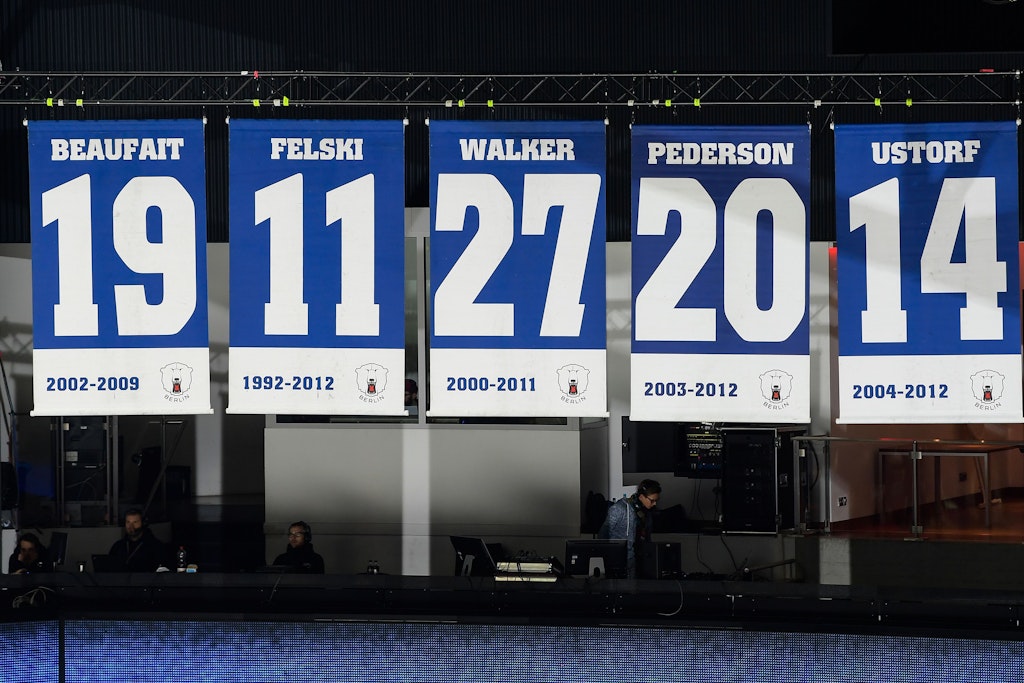 BEAUFAIT
19
2002-2009
BERLIN
FELSKI
11
1992-2012
BERLIN
WALKER
27
2000-2011
BERLIN
PEDERSON
20
2003-2012
BERLIN
USTORF
14
2004-2012
BERLIN